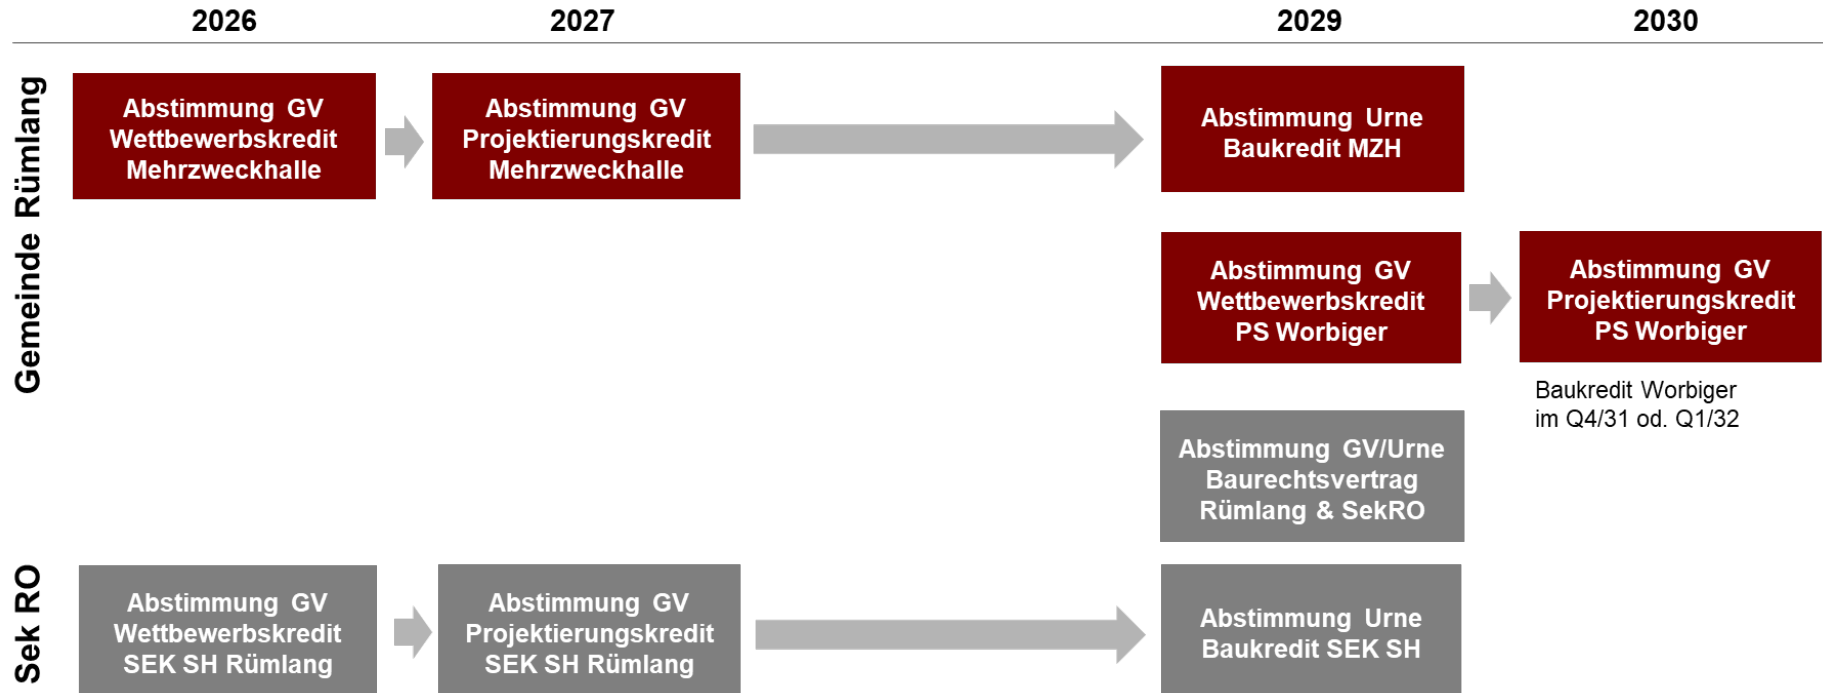 2026
2027
2029
2030
Gemeinde Rümlang
Abstimmung GV
Wettbewerbskredit
Mehrzweckhalle
Abstimmung GV
Projektierungskredit
Mehrzweckhalle
Abstimmung Urne
Baukredit MZH
Abstimmung GV
Wettbewerbskredit
PS Worbiger
Abstimmung GV
Projektierungskredit
PS Worbiger
Baukredit Worbiger
im Q4/31 od. Q1/32
Abstimmung GV/Urne
Baurechtsvertrag
Rümlang & SekRO
Sek RO
Abstimmung GV
Wettbewerbskredit
SEK SH Rümlang
Abstimmung GV
Projektierungskredit
SEK SH Rümlang
Abstimmung Urne
Baukredit SEK SH